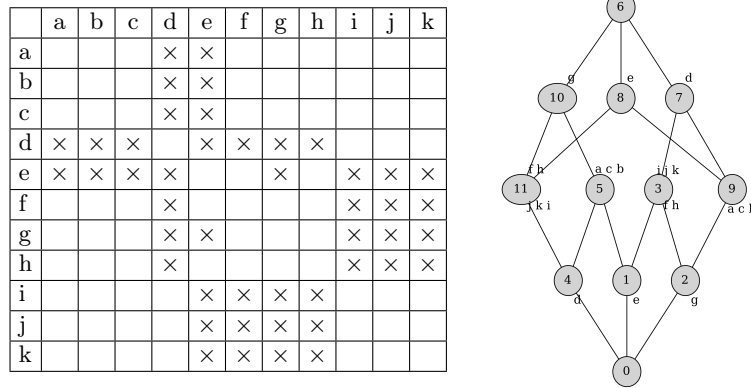 a b c d e f g h i j k
a × ×
b × ×
c × ×
d × × × × × × ×
e × × × × × × × ×
f × × × ×
g × × × × ×
h × × × ×
i × × × ×
j × × × ×
k × × × ×
6
g e d
10 8 7
f h a c b i j k
11 5 3 9
j k i f h a c
4 1 2
d e g
0